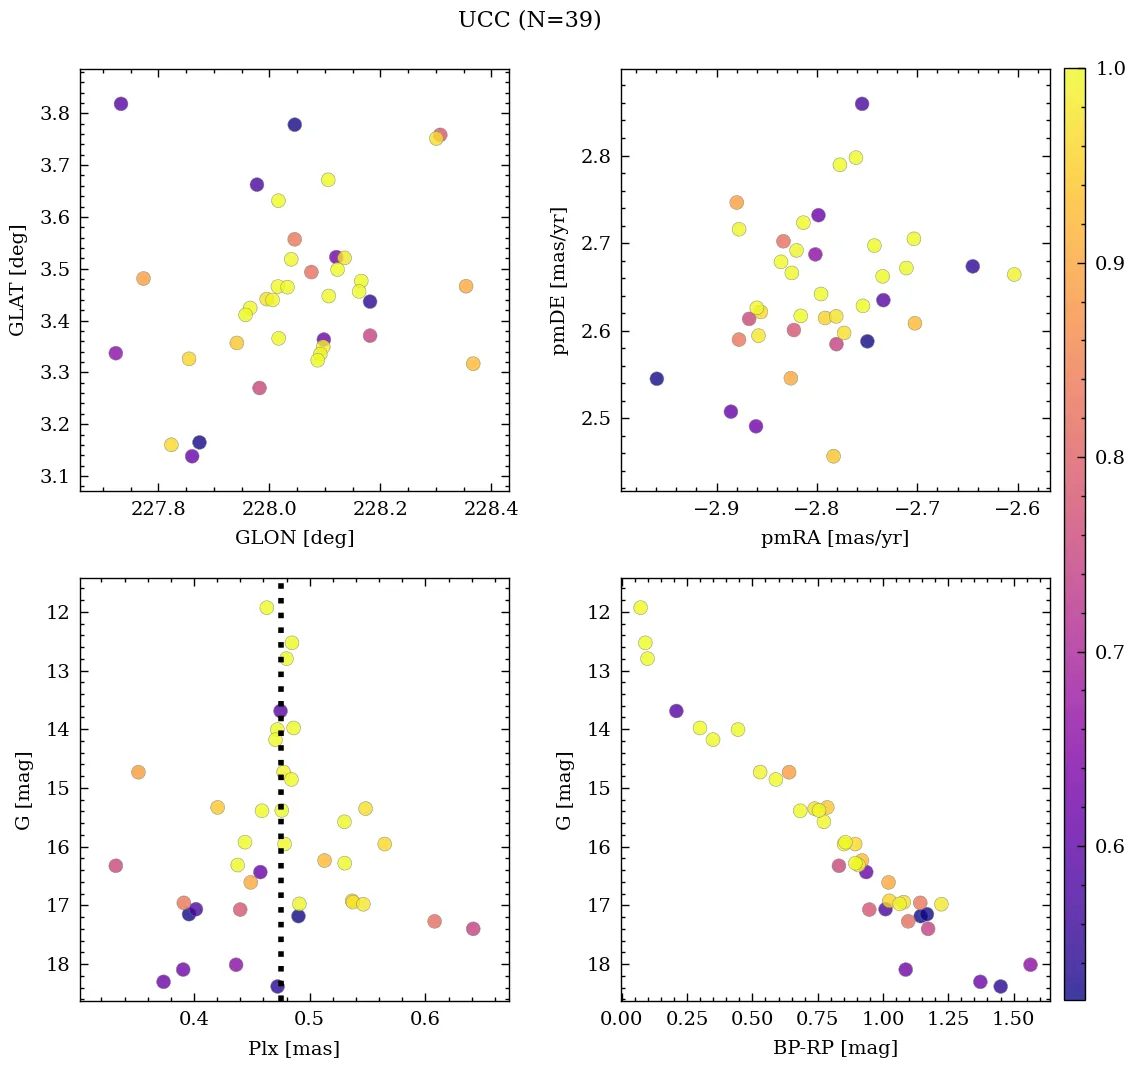 UCC (N=39)
3.8
3.7
3.6
3.5
3.4
3.3
3.2
3.1
GLAT [deg]
227.8 228.0 228.2 228.4
GLON [deg]
2.8
2.7
2.6
2.5
pmDE [mas/yr]
−2.9 −2.8 −2.7 −2.6
pmRA [mas/yr]
12
13
14
15
16
17
18
G [mag]
0.4 0.5 0.6
Plx [mas]
12
13
14
15
16
17
18
G [mag]
0.00 0.25 0.50 0.75 1.00 1.25 1.50
BP-RP [mag]
1.0
0.9
0.8
0.7
0.6